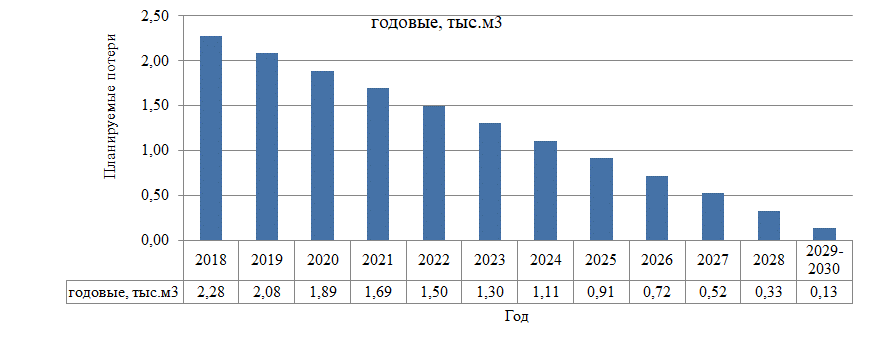 годовые, тыс.м3
Планируемые потери
2,50
2,00
1,50
1,00
0,50
0,00
2018 2019 2020 2021 2022 2023 2024 2025 2026 2027 2028 2029-
2030
годовые, тыс.м3 2,28 2,08 1,89 1,69 1,50 1,30 1,11 0,91 0,72 0,52 0,33 0,13
Год